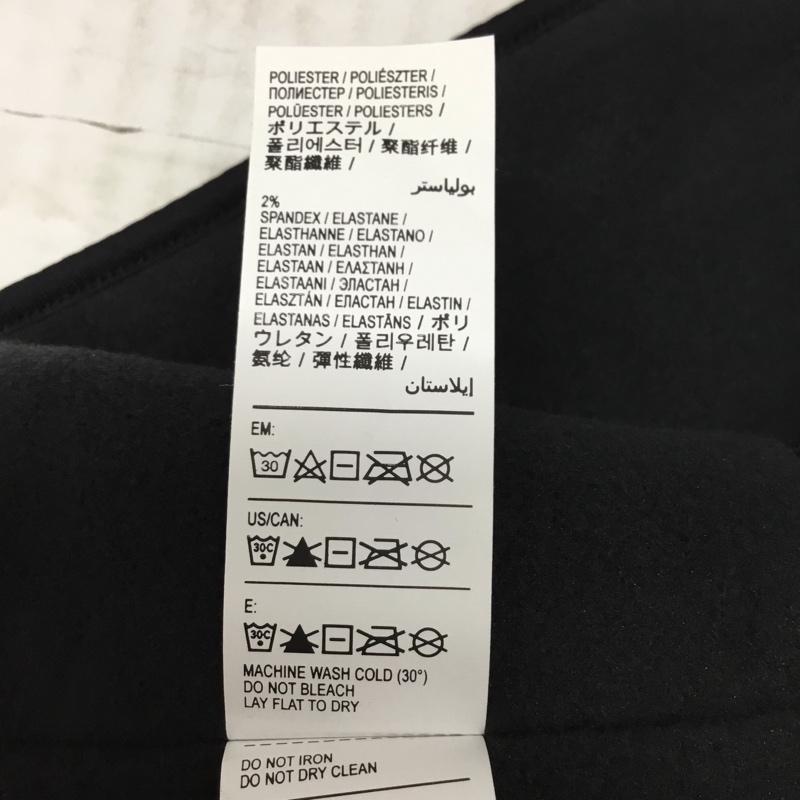 POLIESTER / POLIÉSZTER /
ПОЛИЕСТЕР / POLIESTERIS /
POLÜESTER / POLIESTERS /
ポリエステル /
폴리에스터 / 聚酯纤维 /
聚酯纖維 /
بولياستر
2%
SPANDEX / ELASTANE /
ELASTHANNE / ELASTANO /
ELASTAN / ELASTHAN /
ELASTAAN / ΕΛΑΣΤΑΝΗ /
ELASTAANI / ЭЛАСТАН /
ELASZTÁN / ЕЛАСТАН / ELASTIN /
ELASTANAS / ELASTĀNS / ポリ
ウレタン / 폴리우레탄 /
氨纶 / 彈性纖維 /
إيلاستان
EM:
30
US/CAN:
30C
E:
30C
MACHINE WASH COLD (30°)
DO NOT BLEACH
LAY FLAT TO DRY
DO NOT IRON
DO NOT DRY CLEAN